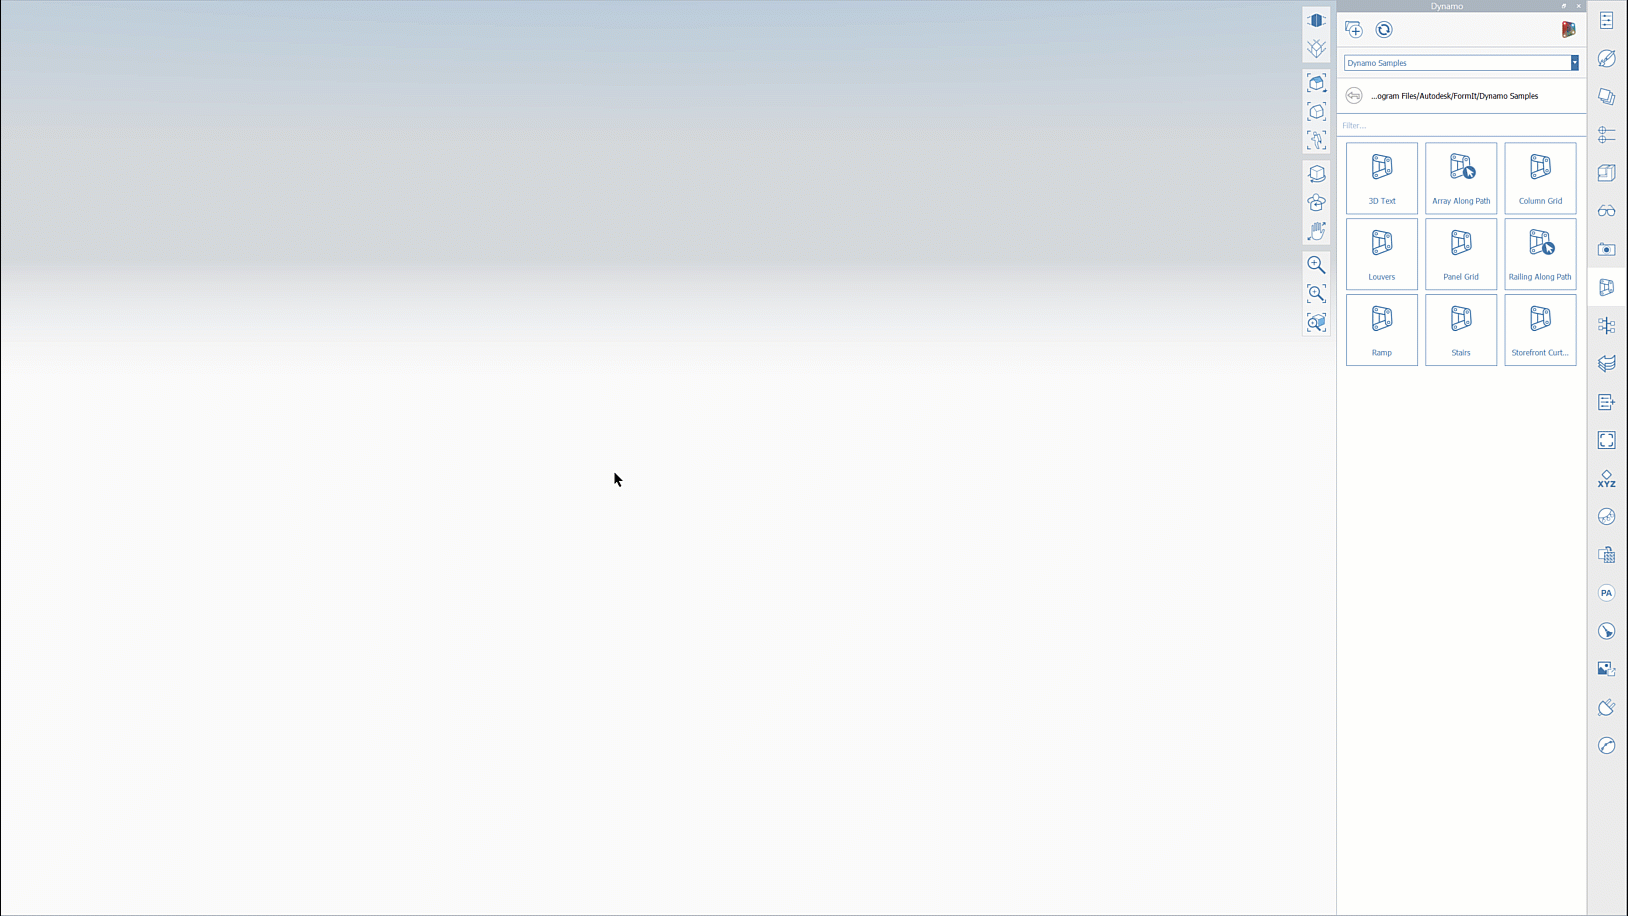 Dynamo
Dynamo Samples
...ogram Files/Autodesk/FormIt/Dynamo Samples
Filter...
3D Text
Array Along Path
Column Grid
Louvers
Panel Grid
Railing Along Path
Ramp
Stairs
Storefront Curt...
XYZ
PA